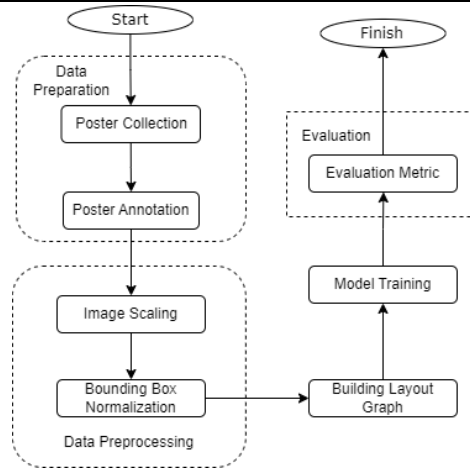 Start
Data
Preparation
Poster Collection
Poster Annotation
Image Scaling
Bounding Box
Normalization
Data Preprocessing
Building Layout
Graph
Model Training
Evaluation
Evaluation Metric
Finish